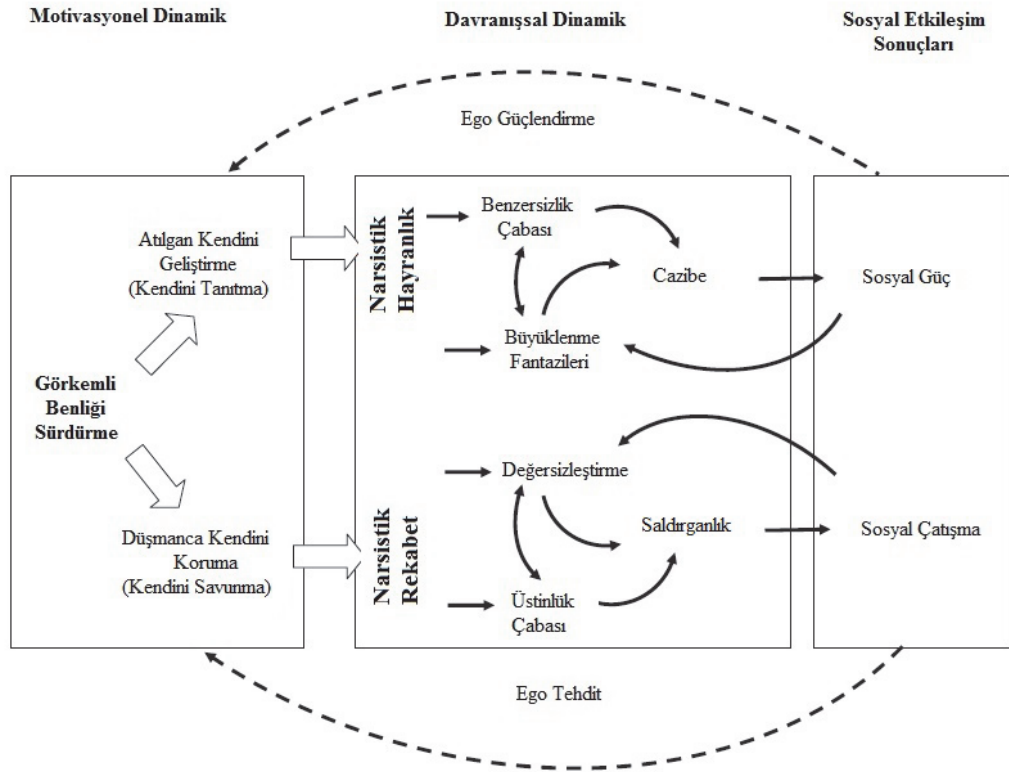 Motivasyonel Dinamik
Davranışsal Dinamik
Sosyal Etkileşim
Sonuçları
Ego Güçlendirme
Atılgan Kendini
Geliştirme
(Kendini Tanıtma)
Görkemli
Benliği
Sürdürme
Düşmanca Kendini
Koruma
(Kendini Savunma)
Narsistik
Hayranlık
Benzersizlik
Çabası
Cazibe
Büyüklenme
Fantazileri
Narsistik
Rekabet
Değersizleştirme
Saldırganlık
Üstinlük
Çabası
Sosyal Güç
Sosyal Çatışma
Ego Tehdit